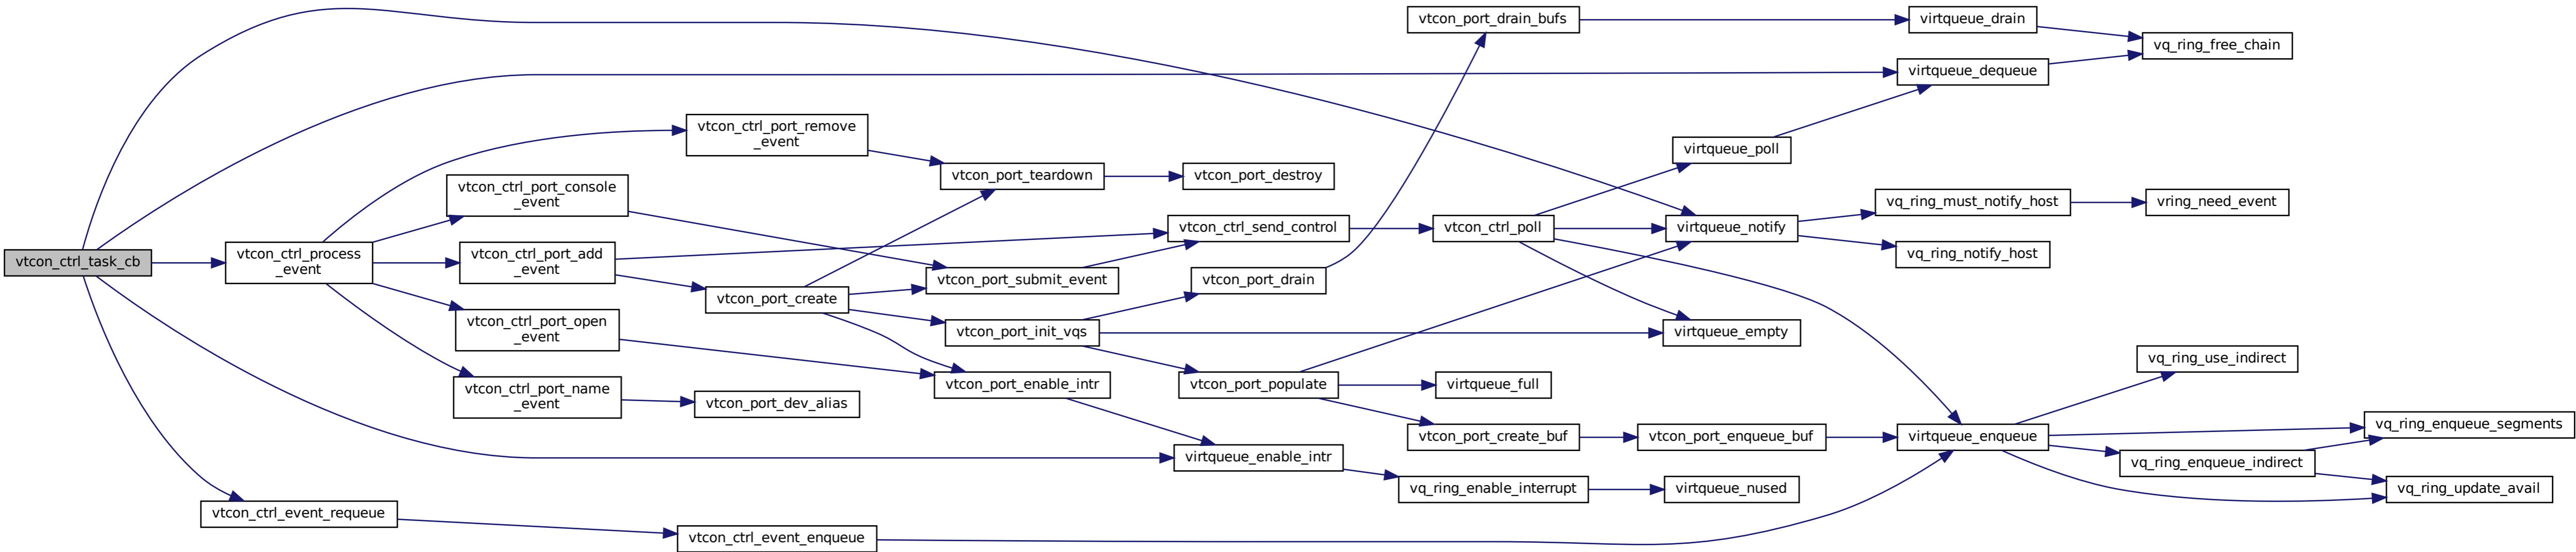 vtcon_ctrl_task_cb
vtcon_ctrl_process
_event
vtcon_ctrl_event_requeue
vtcon_ctrl_port_console
_event
vtcon_ctrl_port_add
_event
vtcon_ctrl_port_open
_event
vtcon_ctrl_port_name
_event
vtcon_ctrl_port_remove
_event
vtcon_port_create
vtcon_port_dev_alias
vtcon_ctrl_event_enqueue
vtcon_port_teardown
vtcon_port_submit_event
vtcon_port_init_vqs
vtcon_port_enable_intr
vtcon_port_destroy
vtcon_ctrl_send_control
vtcon_port_drain
vtcon_port_populate
virtqueue_enable_intr
vtcon_port_drain_bufs
vtcon_ctrl_poll
virtqueue_full
vtcon_port_create_buf
vq_ring_enable_interrupt
virtqueue_poll
virtqueue_notify
virtqueue_empty
vtcon_port_enqueue_buf
virtqueue_nused
virtqueue_drain
virtqueue_dequeue
vq_ring_must_notify_host
vq_ring_notify_host
virtqueue_enqueue
vq_ring_free_chain
vring_need_event
vq_ring_use_indirect
vq_ring_enqueue_indirect
vq_ring_enqueue_segments
vq_ring_update_avail